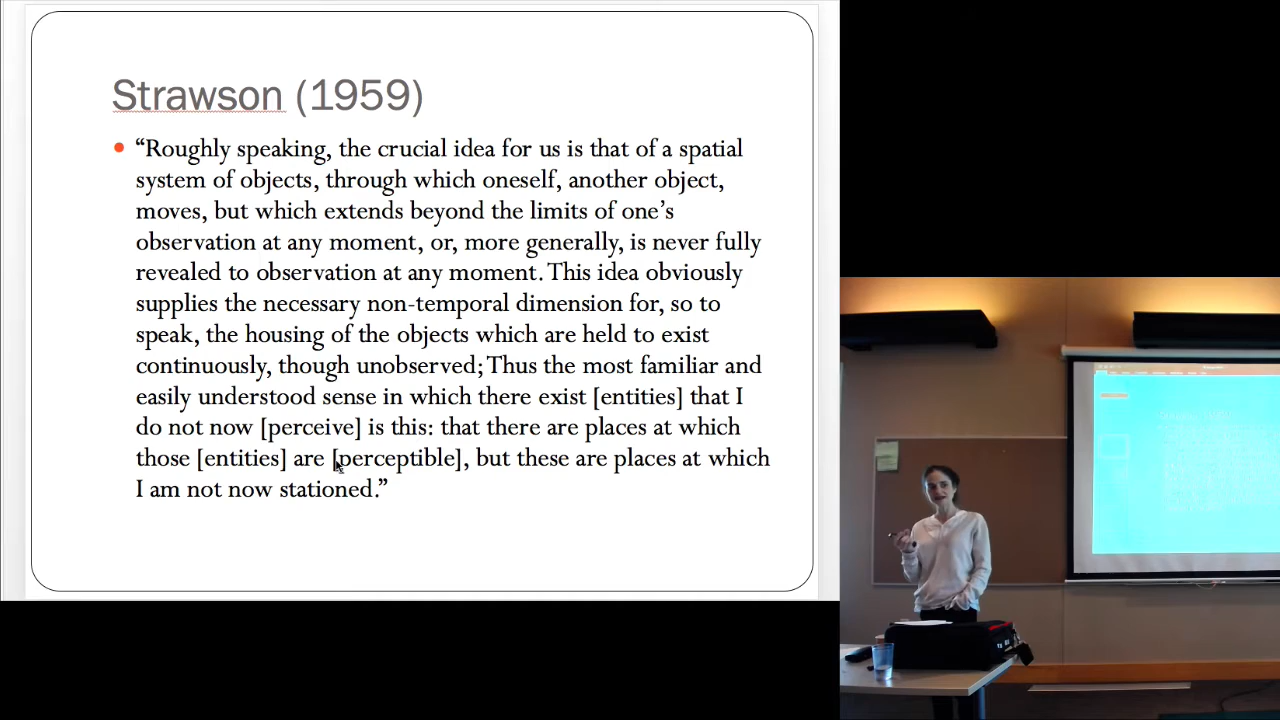 Strawson (1959)
“Roughly speaking, the crucial idea for us is that of a spatial
system of objects, through which oneself, another object,
moves, but which extends beyond the limits of one’s
observation at any moment, or, more generally, is never fully
revealed to observation at any moment. This idea obviously
supplies the necessary non-temporal dimension for, so to
speak, the housing of the objects which are held to exist
continuously, though unobserved; Thus the most familiar and
easily understood sense in which there exist [entities] that I
do not now [perceive] is this: that there are places at which
those [entities] are [perceptible], but these are places at which
I am not now stationed.”